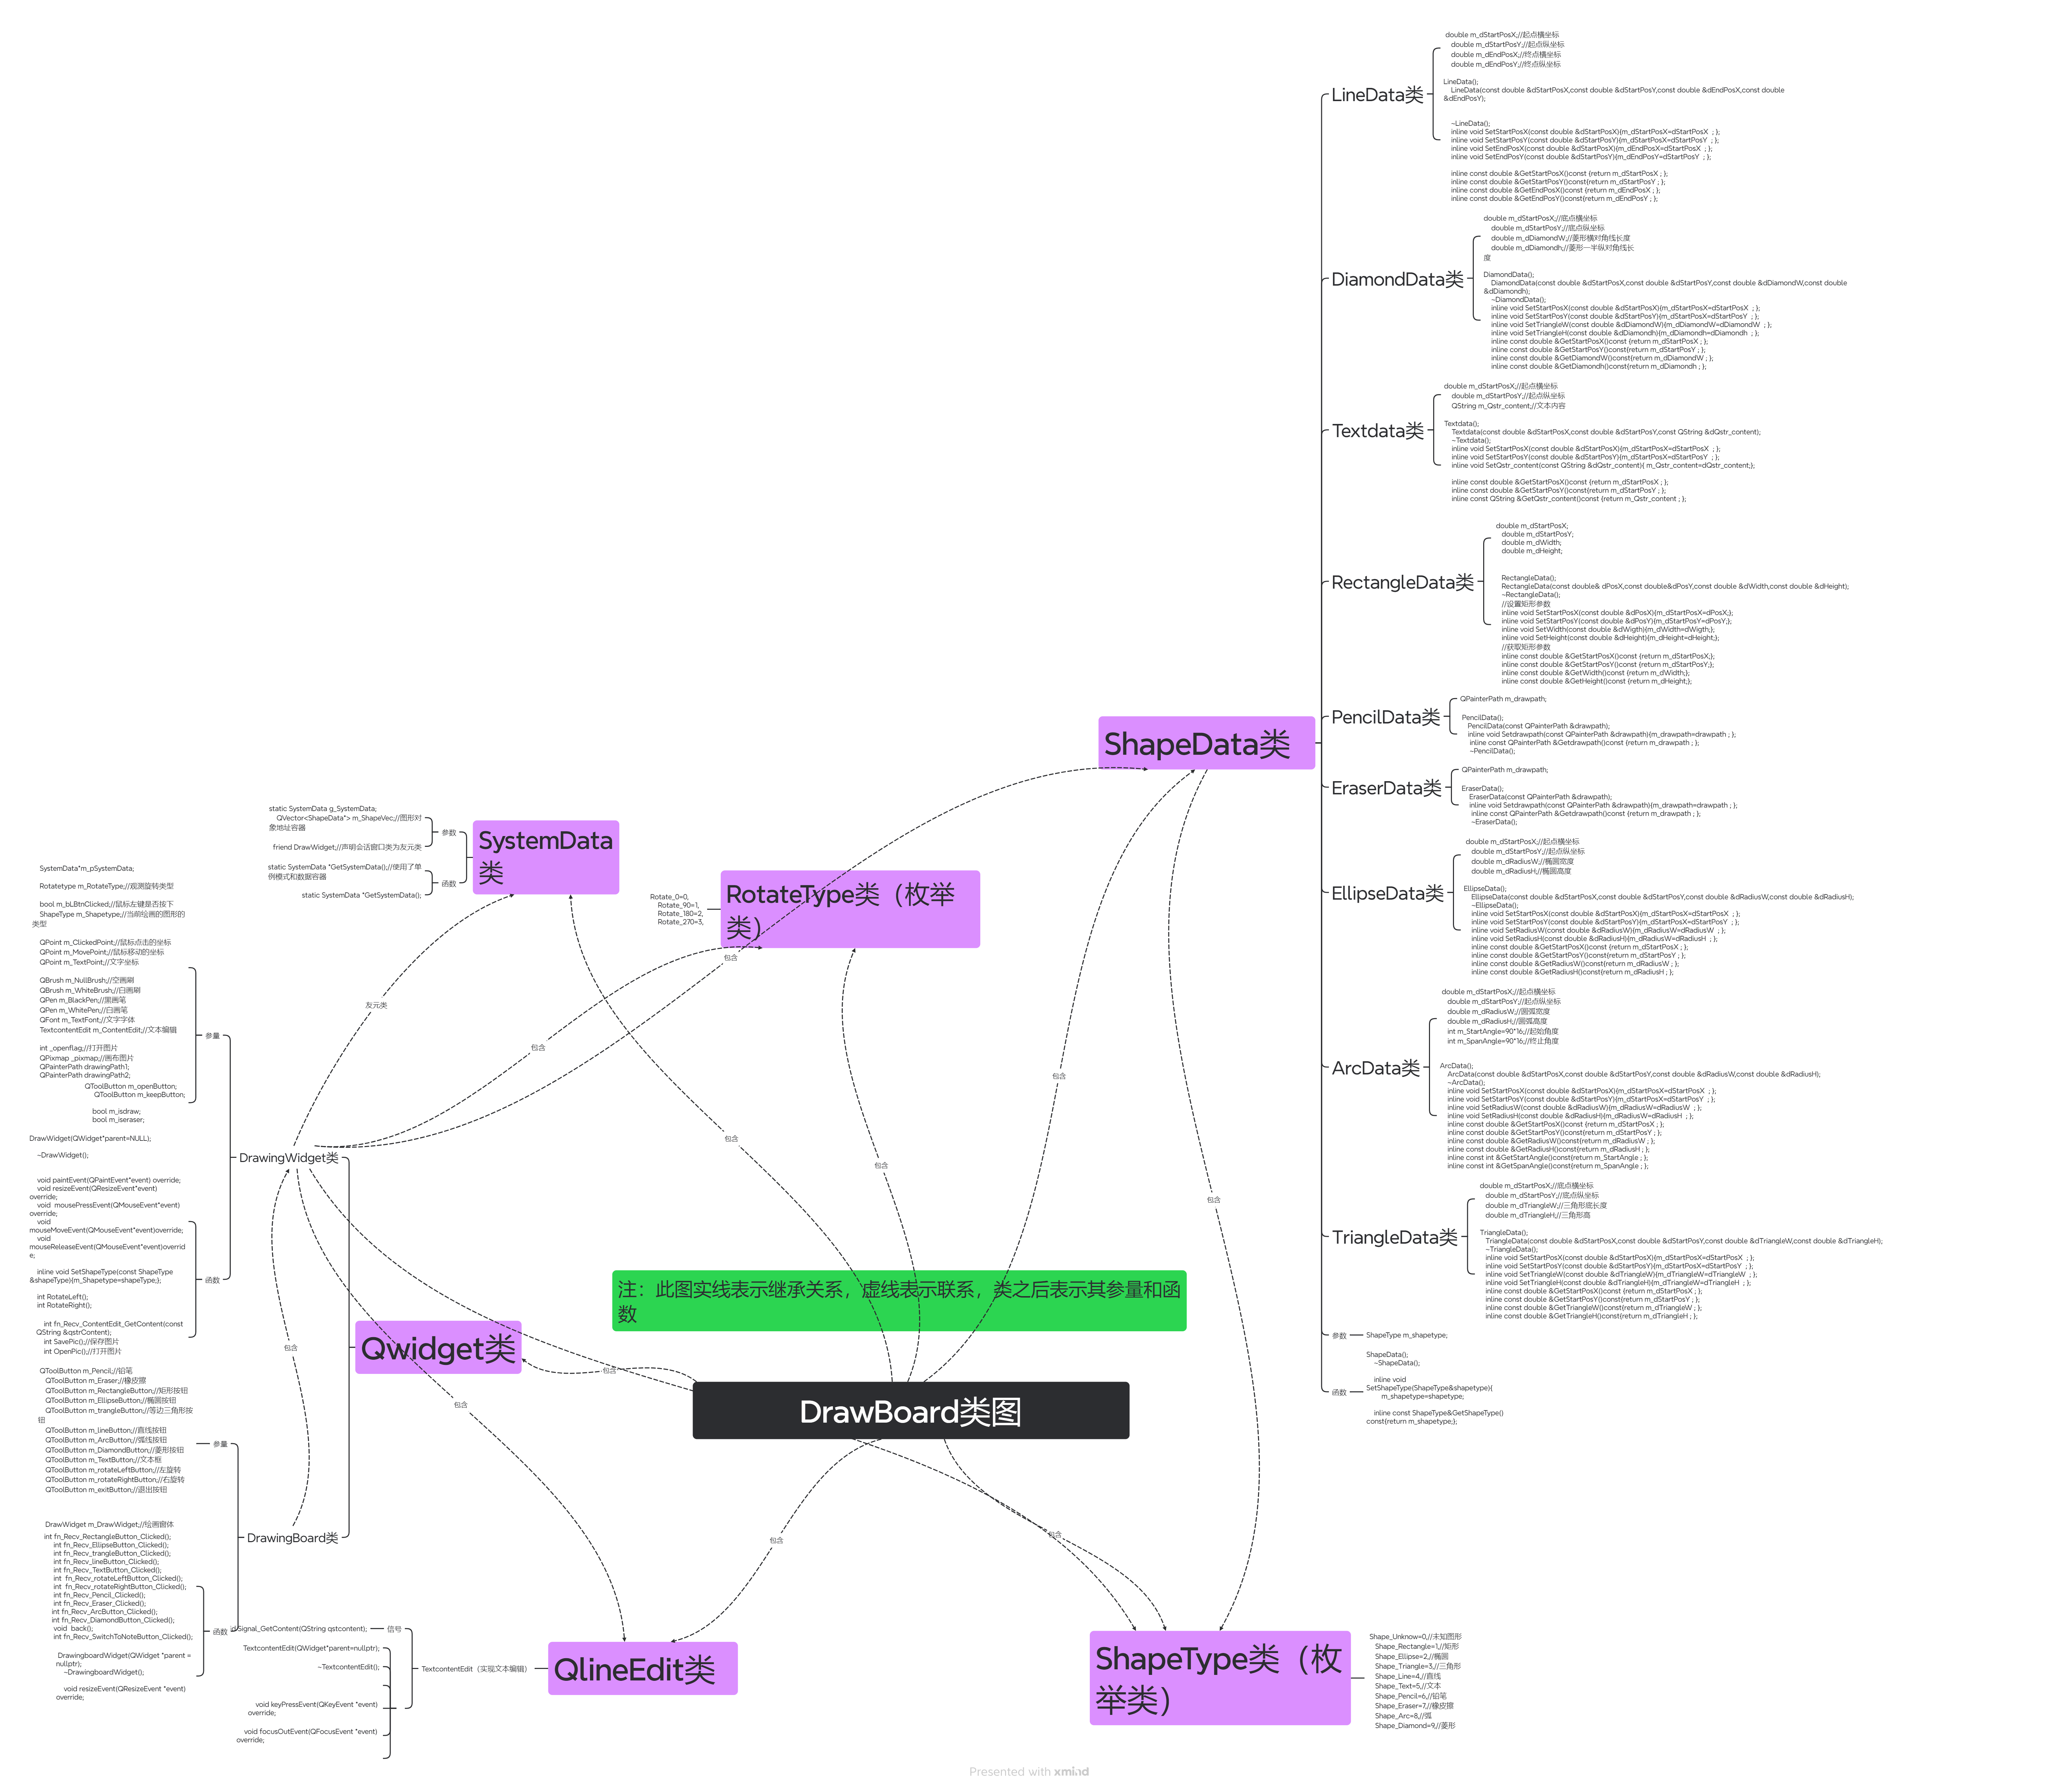 double m_dStartPosX;//起点横坐标
double m_dStartPosY;//起点纵坐标
double m_dEndPosX;//终点横坐标
double m_dEndPosY;//终点纵坐标
LineData();
LineData(const double &dStartPosX,const double &dStartPosY,const double &dEndPosX,const double
&dEndPosY);
~LineData();
inline void SetStartPosX(const double &dStartPosX){m_dStartPosX=dStartPosX ; };
inline void SetStartPosY(const double &dStartPosY){m_dStartPosX=dStartPosY ; };
inline void SetEndPosX(const double &dStartPosX){m_dEndPosX=dStartPosX ; };
inline void SetEndPosY(const double &dStartPosY){m_dEndPosY=dStartPosY ; };
inline const double &GetStartPosX()const {return m_dStartPosX ; };
inline const double &GetStartPosY()const{return m_dStartPosY ; };
inline const double &GetEndPosX()const {return m_dEndPosX ; };
inline const double &GetEndPosY()const{return m_dEndPosY ; };
LineData类
double m_dStartPosX;//底点横坐标
double m_dStartPosY;//底点纵坐标
double m_dDiamondW;//菱形横对角线长度
double m_dDiamondh;//菱形一半纵对角线长
度
DiamondData();
DiamondData(const double &dStartPosX,const double &dStartPosY,const double &dDiamondW,const double
&dDiamondh);
~DiamondData();
inline void SetStartPosX(const double &dStartPosX){m_dStartPosX=dStartPosX ; };
inline void SetStartPosY(const double &dStartPosY){m_dStartPosX=dStartPosY ; };
inline void SetTriangleW(const double &dDiamondW){m_dDiamondW=dDiamondW ; };
inline void SetTriangleH(const double &dDiamondh){m_dDiamondh=dDiamondh ; };
inline const double &GetStartPosX()const {return m_dStartPosX ; };
inline const double &GetStartPosY()const{return m_dStartPosY ; };
inline const double &GetDiamondW()const{return m_dDiamondW ; };
inline const double &GetDiamondh()const{return m_dDiamondh ; };
DiamondData类
double m_dStartPosX;//起点横坐标
double m_dStartPosY;//起点纵坐标
QString m_Qstr_content;//文本内容
Textdata();
Textdata(const double &dStartPosX,const double &dStartPosY,const QString &dQstr_content);
~Textdata();
inline void SetStartPosX(const double &dStartPosX){m_dStartPosX=dStartPosX ; };
inline void SetStartPosY(const double &dStartPosY){m_dStartPosX=dStartPosY ; };
inline void SetQstr_content(const QString &dQstr_content){ m_Qstr_content=dQstr_content;};
inline const double &GetStartPosX()const {return m_dStartPosX ; };
inline const double &GetStartPosY()const{return m_dStartPosY ; };
inline const QString &GetQstr_content()const {return m_Qstr_content ; };
Textdata类
double m_dStartPosX;
double m_dStartPosY;
double m_dWidth;
double m_dHeight;
RectangleData();
RectangleData(const double& dPosX,const double&dPosY,const double &dWidth,const double &dHeight);
~RectangleData();
//设置矩形参数
inline void SetStartPosX(const double &dPosX){m_dStartPosX=dPosX;};
inline void SetStartPosY(const double &dPosY){m_dStartPosY=dPosY;};
inline void SetWidth(const double &dWigth){m_dWidth=dWigth;};
inline void SetHeight(const double &dHeight){m_dHeight=dHeight;};
//获取矩形参数
inline const double &GetStartPosX()const {return m_dStartPosX;};
inline const double &GetStartPosY()const {return m_dStartPosY;};
inline const double &GetWidth()const {return m_dWidth;};
inline const double &GetHeight()const {return m_dHeight;};
RectangleData类
QPainterPath m_drawpath;
PencilData();
PencilData(const QPainterPath &drawpath);
inline void Setdrawpath(const QPainterPath &drawpath){m_drawpath=drawpath ; };
inline const QPainterPath &Getdrawpath()const {return m_drawpath ; };
~PencilData();
PencilData类
ShapeData类
QPainterPath m_drawpath;
EraserData();
EraserData(const QPainterPath &drawpath);
inline void Setdrawpath(const QPainterPath &drawpath){m_drawpath=drawpath ; };
inline const QPainterPath &Getdrawpath()const {return m_drawpath ; };
~EraserData();
EraserData类
double m_dStartPosX;//起点横坐标
double m_dStartPosY;//起点纵坐标
double m_dRadiusW;//椭圆宽度
double m_dRadiusH;//椭圆高度
EllipseData();
EllipseData(const double &dStartPosX,const double &dStartPosY,const double &dRadiusW,const double &dRadiusH);
~EllipseData();
inline void SetStartPosX(const double &dStartPosX){m_dStartPosX=dStartPosX ; };
inline void SetStartPosY(const double &dStartPosY){m_dStartPosX=dStartPosY ; };
inline void SetRadiusW(const double &dRadiusW){m_dRadiusW=dRadiusW ; };
inline void SetRadiusH(const double &dRadiusH){m_dRadiusW=dRadiusH ; };
inline const double &GetStartPosX()const {return m_dStartPosX ; };
inline const double &GetStartPosY()const{return m_dStartPosY ; };
inline const double &GetRadiusW()const{return m_dRadiusW ; };
inline const double &GetRadiusH()const{return m_dRadiusH ; };
EllipseData类
double m_dStartPosX;//起点横坐标
double m_dStartPosY;//起点纵坐标
double m_dRadiusW;//圆弧宽度
double m_dRadiusH;//圆弧高度
int m_StartAngle=90*16;//起始角度
int m_SpanAngle=90*16;//终止角度
ArcData();
ArcData(const double &dStartPosX,const double &dStartPosY,const double &dRadiusW,const double &dRadiusH);
~ArcData();
inline void SetStartPosX(const double &dStartPosX){m_dStartPosX=dStartPosX ; };
inline void SetStartPosY(const double &dStartPosY){m_dStartPosX=dStartPosY ; };
inline void SetRadiusW(const double &dRadiusW){m_dRadiusW=dRadiusW ; };
inline void SetRadiusH(const double &dRadiusH){m_dRadiusW=dRadiusH ; };
inline const double &GetStartPosX()const {return m_dStartPosX ; };
inline const double &GetStartPosY()const{return m_dStartPosY ; };
inline const double &GetRadiusW()const{return m_dRadiusW ; };
inline const double &GetRadiusH()const{return m_dRadiusH ; };
inline const int &GetStartAngle()const{return m_StartAngle ; };
inline const int &GetSpanAngle()const{return m_SpanAngle ; };
ArcData类
double m_dStartPosX;//底点横坐标
double m_dStartPosY;//底点纵坐标
double m_dTriangleW;//三角形底长度
double m_dTriangleH;//三角形高
TriangleData();
TriangleData(const double &dStartPosX,const double &dStartPosY,const double &dTriangleW,const double &dTriangleH);
~TriangleData();
inline void SetStartPosX(const double &dStartPosX){m_dStartPosX=dStartPosX ; };
inline void SetStartPosY(const double &dStartPosY){m_dStartPosX=dStartPosY ; };
inline void SetTriangleW(const double &dTriangleW){m_dTriangleW=dTriangleW ; };
inline void SetTriangleH(const double &dTriangleH){m_dTriangleW=dTriangleH ; };
inline const double &GetStartPosX()const {return m_dStartPosX ; };
inline const double &GetStartPosY()const{return m_dStartPosY ; };
inline const double &GetTriangleW()const{return m_dTriangleW ; };
inline const double &GetTriangleH()const{return m_dTriangleH ; };
TriangleData类
参数
ShapeType m_shapetype;
函数
ShapeData();
~ShapeData();
inline void
SetShapeType(ShapeType&shapetype){
m_shapetype=shapetype;
inline const ShapeType&GetShapeType()
const{return m_shapetype;};
static SystemData g_SystemData;
QVector<ShapeData*> m_ShapeVec;//图形对
象地址容器
friend DrawWidget;//声明会话窗口类为友元类
参数
static SystemData *GetSystemData();//使用了单
例模式和数据容器
static SystemData *GetSystemData();
函数
SystemData
类
Rotate_0=0,
Rotate_90=1,
Rotate_180=2,
Rotate_270=3,
RotateType类（枚举
类）
SystemData*m_pSystemData;
Rotatetype m_RotateType;//观测旋转类型
bool m_bLBtnClicked;//鼠标左键是否按下
ShapeType m_Shapetype;//当前绘画的图形的
类型
QPoint m_ClickedPoint;//鼠标点击的坐标
QPoint m_MovePoint;//鼠标移动的坐标
QPoint m_TextPoint;//文字坐标
QBrush m_NullBrush;//空画刷
QBrush m_WhiteBrush;//白画刷
QPen m_BlackPen;//黑画笔
QPen m_WhitePen;//白画笔
QFont m_TextFont;//文字字体
TextcontentEdit m_ContentEdit;//文本编辑
int _openflag;//打开图片
QPixmap _pixmap;//画布图片
QPainterPath drawingPath1;
QPainterPath drawingPath2;
QToolButton m_openButton;
QToolButton m_keepButton;
bool m_isdraw;
bool m_iseraser;
参量
DrawWidget(QWidget*parent=NULL);
~DrawWidget();
void paintEvent(QPaintEvent*event) override;
void resizeEvent(QResizeEvent*event)
override;
void mousePressEvent(QMouseEvent*event)
override;
void
mouseMoveEvent(QMouseEvent*event)override;
void
mouseReleaseEvent(QMouseEvent*event)overrid
e;
inline void SetShapeType(const ShapeType
&shapeType){m_Shapetype=shapeType;};
int RotateLeft();
int RotateRight();
int fn_Recv_ContentEdit_GetContent(const
QString &qstrContent);
int SavePic();//保存图片
int OpenPic();//打开图片
函数
DrawingWidget类
友元类
包含
包含
包含
包含
包含
包含
包含
包含
包含
包含
包含
包含
注：此图实线表示继承关系，虚线表示联系，类之后表示其参量和函
数
Qwidget类
DrawBoard类图
QToolButton m_Pencil;//铅笔
QToolButton m_Eraser;//橡皮擦
QToolButton m_RectangleButton;//矩形按钮
QToolButton m_EllipseButton;//椭圆按钮
QToolButton m_trangleButton;//等边三角形按
钮
QToolButton m_lineButton;//直线按钮
QToolButton m_ArcButton;//弧线按钮
QToolButton m_DiamondButton;//菱形按钮
QToolButton m_TextButton;//文本框
QToolButton m_rotateLeftButton;//左旋转
QToolButton m_rotateRightButton;//右旋转
QToolButton m_exitButton;//退出按钮
DrawWidget m_DrawWidget;//绘画窗体
参量
int fn_Recv_RectangleButton_Clicked();
int fn_Recv_EllipseButton_Clicked();
int fn_Recv_trangleButton_Clicked();
int fn_Recv_lineButton_Clicked();
int fn_Recv_TextButton_Clicked();
int fn_Recv_rotateLeftButton_Clicked();
int fn_Recv_rotateRightButton_Clicked();
int fn_Recv_Pencil_Clicked();
int fn_Recv_Eraser_Clicked();
int fn_Recv_ArcButton_Clicked();
int fn_Recv_DiamondButton_Clicked();
void back();
int fn_Recv_SwitchToNoteButton_Clicked();
DrawingboardWidget(QWidget *parent =
nullptr);
~DrawingboardWidget();
void resizeEvent(QResizeEvent *event)
override;
函数
DrawingBoard类
Signal_GetContent(QString qstcontent);
信号
TextcontentEdit(QWidget*parent=nullptr);
~TextcontentEdit();
void keyPressEvent(QKeyEvent *event)
override;
void focusOutEvent(QFocusEvent *event)
override;
TextcontentEdit（实现文本编辑）
QlineEdit类
ShapeType类（枚
举类）
Shape_Unknow=0,//未知图形
Shape_Rectangle=1,//矩形
Shape_Ellipse=2,//椭圆
Shape_Triangle=3,//三角形
Shape_Line=4,//直线
Shape_Text=5,//文本
Shape_Pencil=6,//铅笔
Shape_Eraser=7,//橡皮擦
Shape_Arc=8,//弧
Shape_Diamond=9,//菱形
Presented with xmind